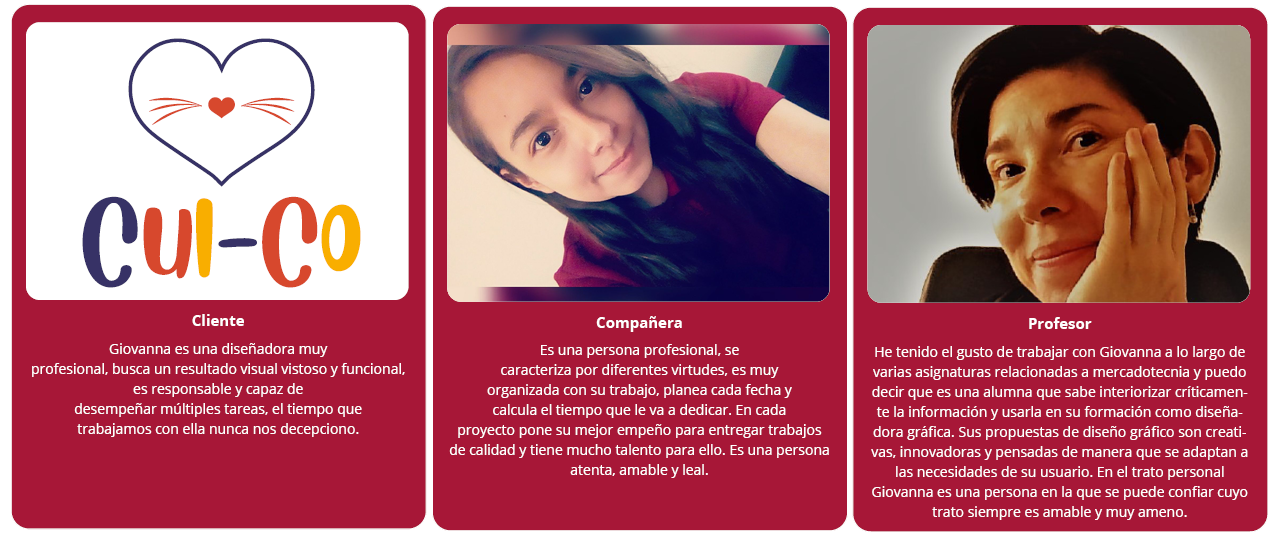 Cui-Co
Cliente
Giovanna es una diseñadora muy
profesional, busca un resultado visual vistoso y funcional,
es responsable y capaz de
desempeñar múltiples tareas, el tiempo que
trabajamos con ella nunca nos decepciono.
Compañera
Es una persona profesional, se
caracteriza por diferentes virtudes, es muy
organizada con su trabajo, planea cada fecha y
calcula el tiempo que le va a dedicar. En cada
proyecto pone su mejor empeño para entregar trabajos
de calidad y tiene mucho talento para ello. Es una persona
atenta, amable y leal.
Profesor
He tenido el gusto de trabajar con Giovanna a lo largo de
varias asignaturas relacionadas a mercadotecnia y puedo
decir que es una alumna que sabe interiorizar críticamen-
te la información y usarla en su formación como diseña-
dora gráfica. Sus propuestas de diseño gráfico son creati-
vas, innovadoras y pensadas de manera que se adaptan a
las necesidades de su usuario. En el trato personal
Giovanna es una persona en la que se puede confiar cuyo
trato siempre es amable y muy ameno.